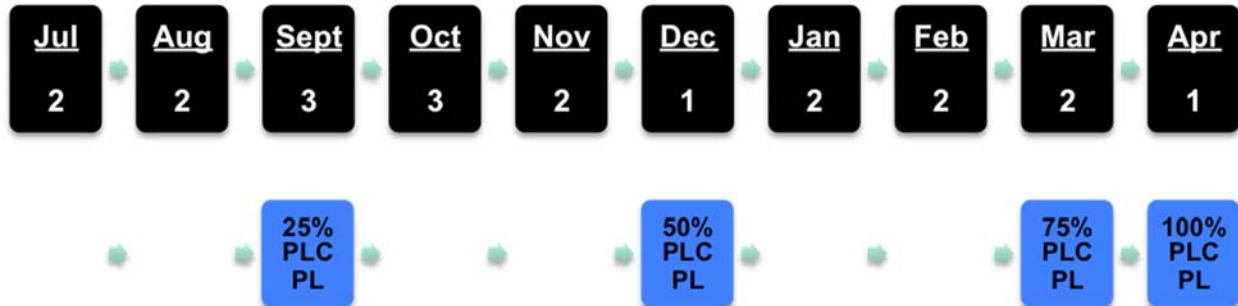 Jul Aug Sept Oct Nov Dec Jan Feb Mar Apr
2 2 3 3 2 1 2 2 2 1
25% 50% 75% 100%
PLC PLC PLC PLC
PL PL PL PL